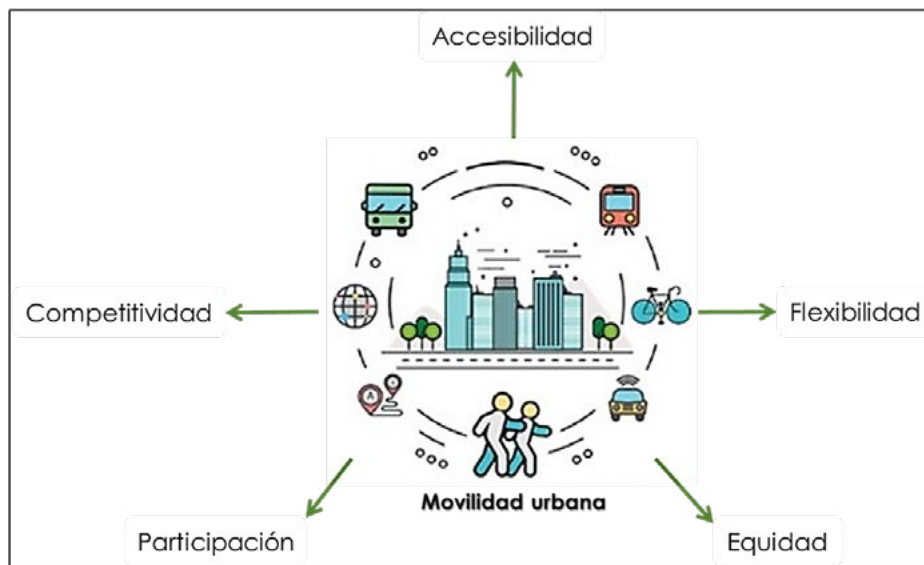 Accesibilidad
Competitividad
Flexibilidad
Movilidad urbana
Participación
Equidad